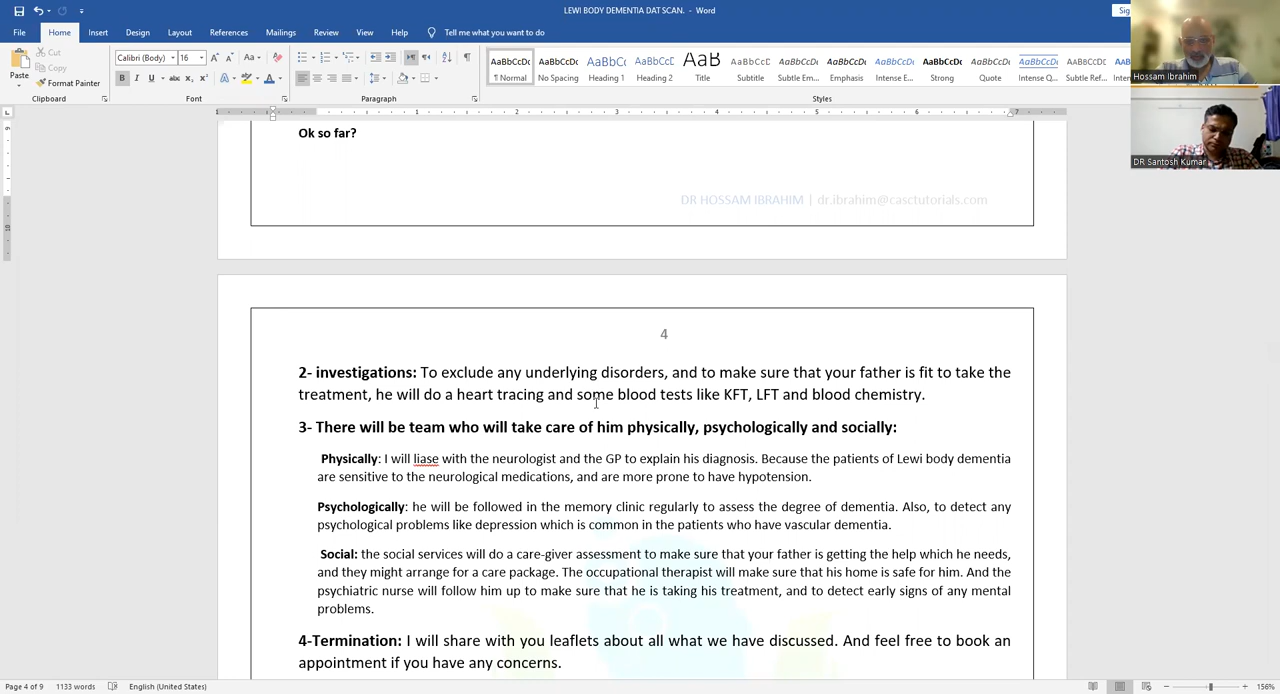 LEWI BODY DEMENTIA DAT SCAN. - Word
Sig
File Home Insert Design Layout References Mailings Review View Help Tell me what you want to do
Cut
Copy
Format Painter
Paste
Clipboard
Calibri (Body) 16
Font
Paragraph
AaBbCcDc AaBbCcDc AaBbCc AaBbCcD AaB AaBbCcD AaBbCcDc AaBbCcDc AaBbCcDc AaBbCcDc AaBbCcDc AaBbCcDc AaBbCcDc
¶ Normal No Spacing Heading 1 Heading 2 Title Subtitle Subtle Em... Emphasis Intense E... Strong Quote Intense Q... Subtle Ref...
Styles
Hossam Ibrahim
DR Santosh Kumar
Ok so far?
DR HOSSAM IBRAHIM | dr.ibrahim@casctutorials.com
4
2- investigations: To exclude any underlying disorders, and to make sure that your father is fit to take the
treatment, he will do a heart tracing and some blood tests like KFT, LFT and blood chemistry.
3- There will be team who will take care of him physically, psychologically and socially:
Physically: I will liase with the neurologist and the GP to explain his diagnosis. Because the patients of Lewi body dementia
are sensitive to the neurological medications, and are more prone to have hypotension.
Psychologically: he will be followed in the memory clinic regularly to assess the degree of dementia. Also, to detect any
psychological problems like depression which is common in the patients who have vascular dementia.
Social: the social services will do a care-giver assessment to make sure that your father is getting the help which he needs,
and they might arrange for a care package. The occupational therapist will make sure that his home is safe for him. And the
psychiatric nurse will follow him up to make sure that he is taking his treatment, and to detect early signs of any mental
problems.
4-Termination: I will share with you leaflets about all what we have discussed. And feel free to book an
appointment if you have any concerns.
Page 4 of 9 1133 words English (United States) 156%